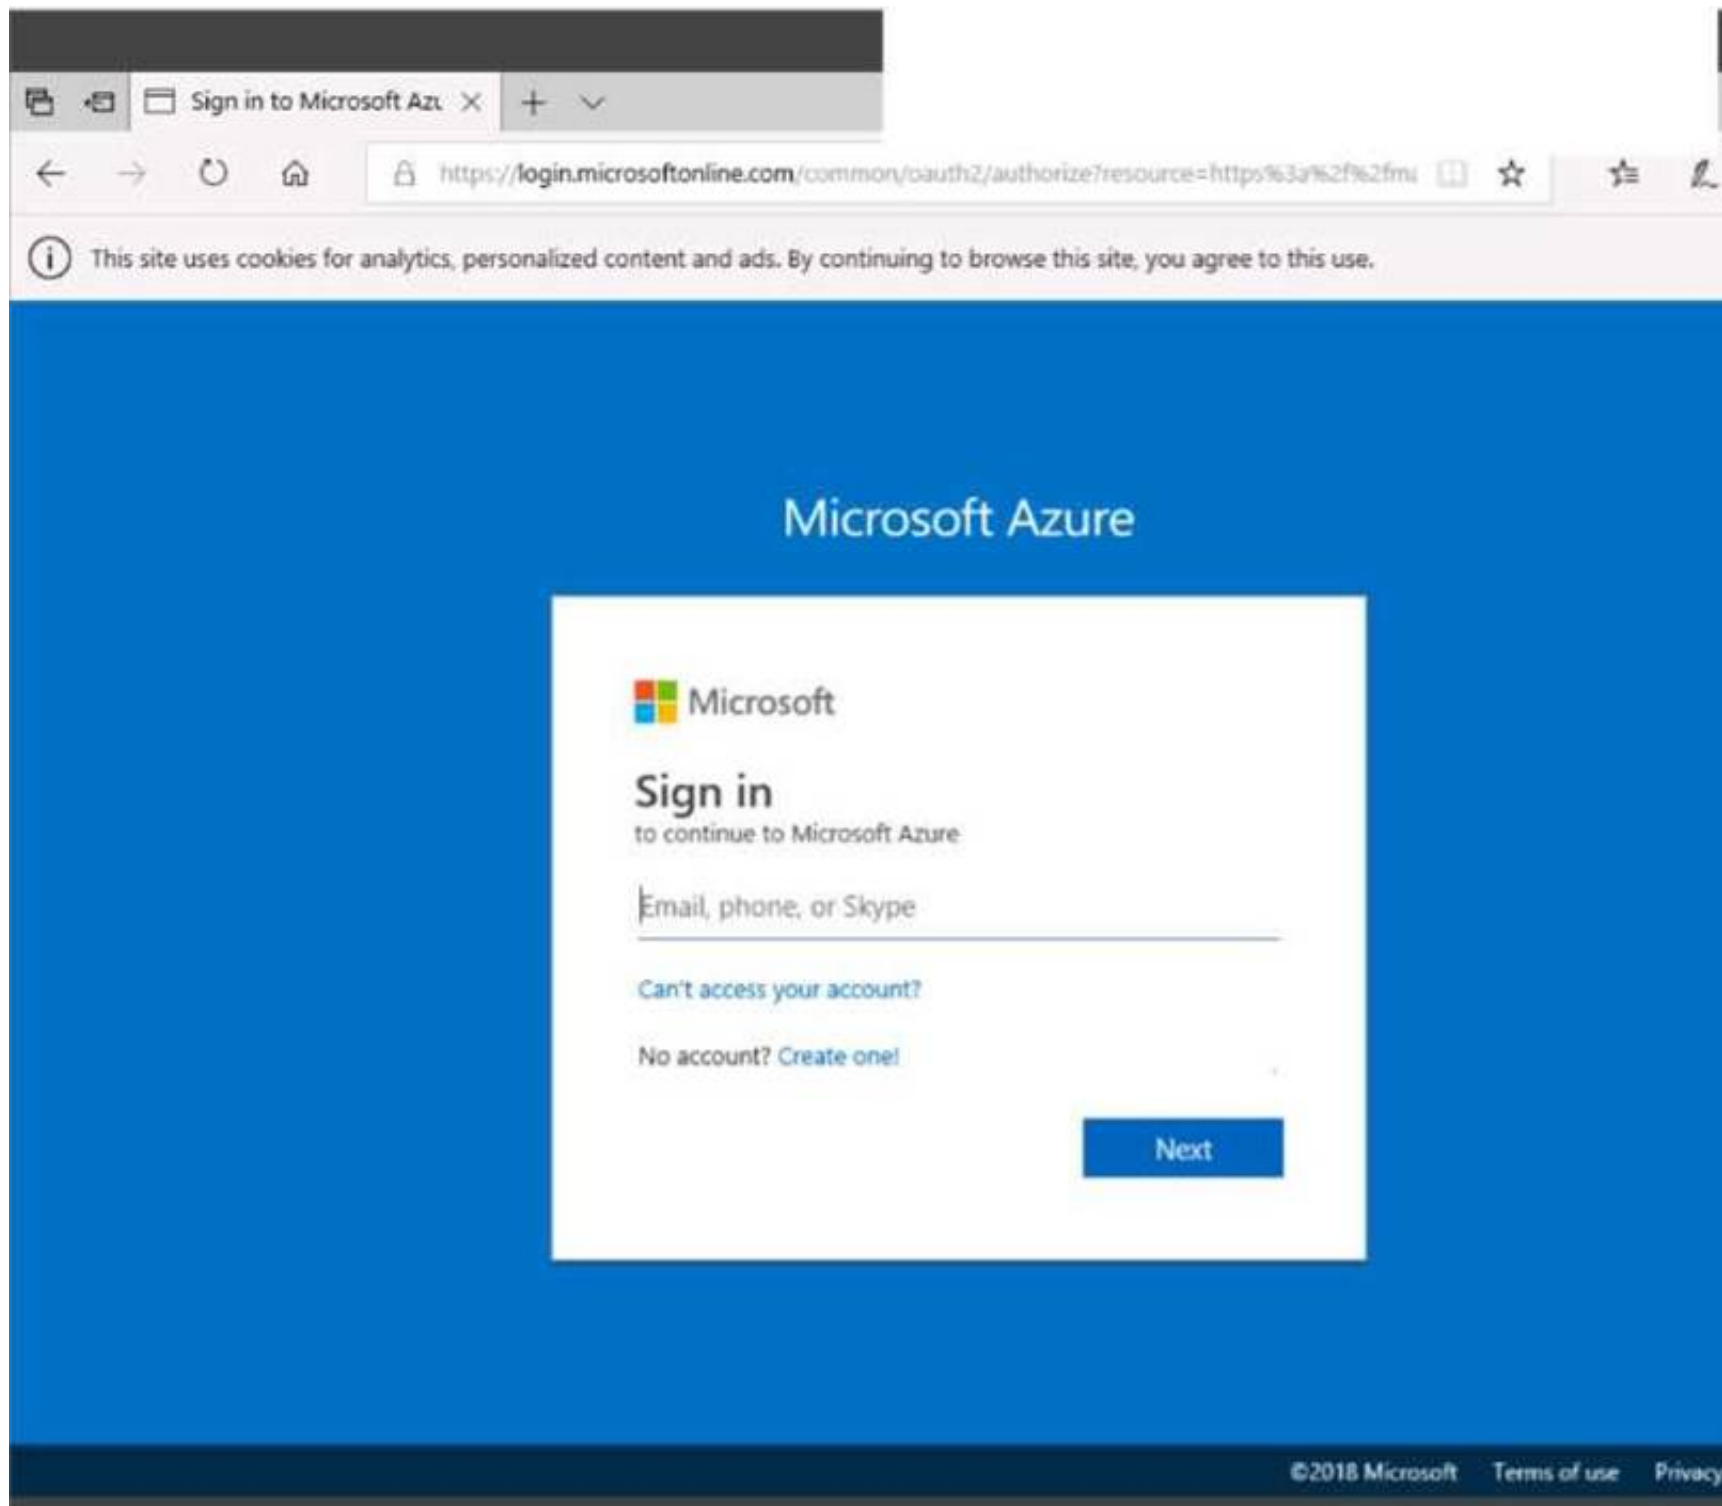 Sign in to Microsoft Azu
https://login.microsoftonline.com/common/oauth2/authorize?resource=https%3a%2f%2fma
This site uses cookies for analytics, personalized content and ads. By continuing to browse this site, you agree to this use.
Microsoft Azure
Microsoft
Sign in
to continue to Microsoft Azure
Email, phone, or Skype
Can't access your account?
No account? Create one!
Next
©2018 Microsoft Terms of use Privacy